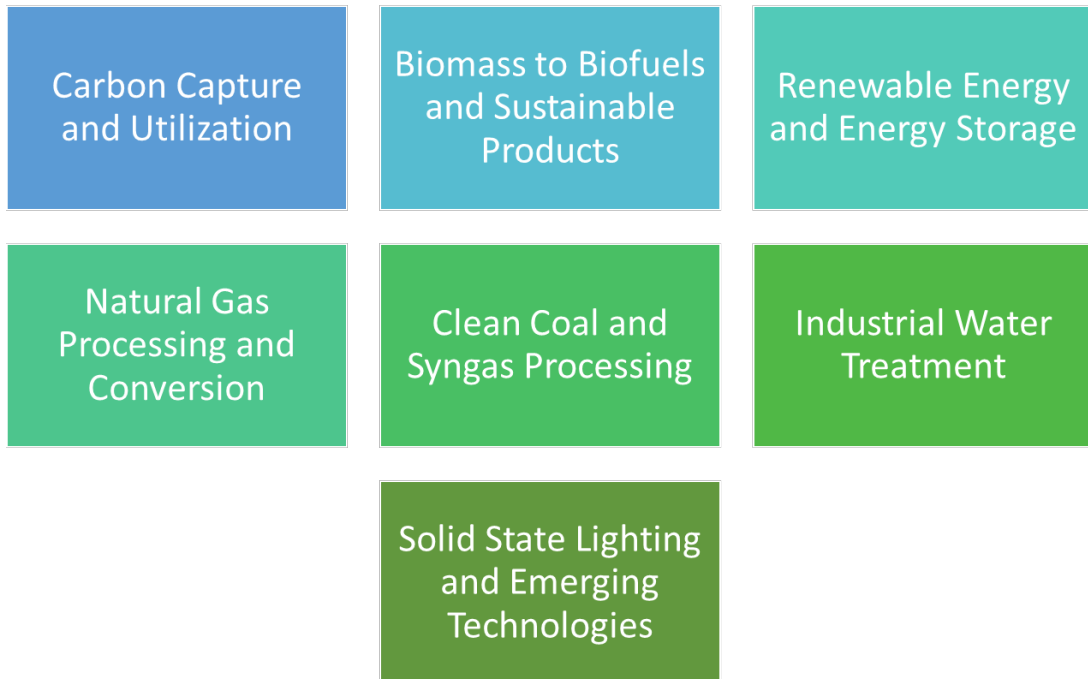 Carbon Capture
and Utilization
Biomass to Biofuels
and Sustainable
Products
Renewable Energy
and Energy Storage
Natural Gas
Processing and
Conversion
Clean Coal and
Syngas Processing
Industrial Water
Treatment
Solid State Lighting
and Emerging
Technologies